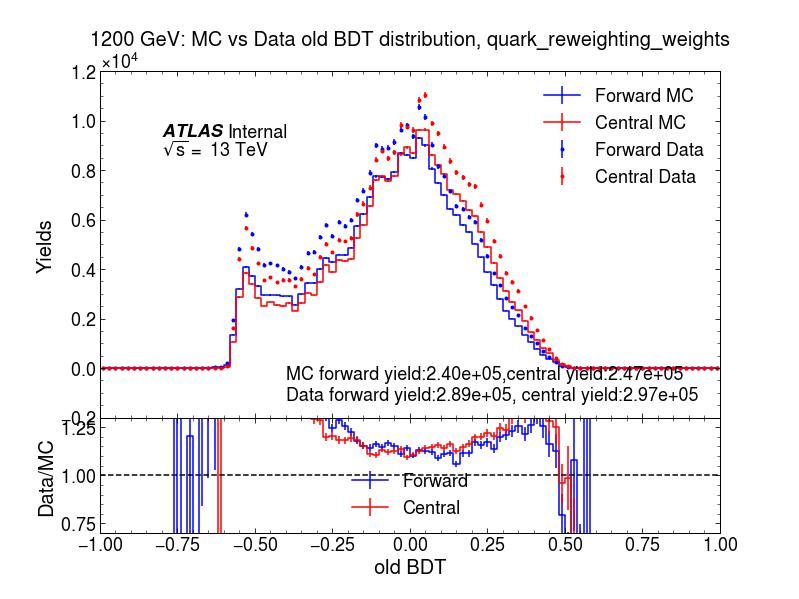 1200 GeV: MC vs Data old BDT distribution, quark_reweighting_weights
×10⁴
1.2
1.0
0.8
0.6
0.4
0.2
0.0
0.2
Yields
ATLAS Internal
√s = 13 TeV
Forward MC
Central MC
Forward Data
Central Data
MC forward yield:2.40e+05,central yield:2.47e+05
Data forward yield:2.89e+05, central yield:2.97e+05
1.25
1.00
0.75
Data/MC
Forward
Central
−1.00 −0.75 −0.50 −0.25 0.00 0.25 0.50 0.75 1.00
old BDT